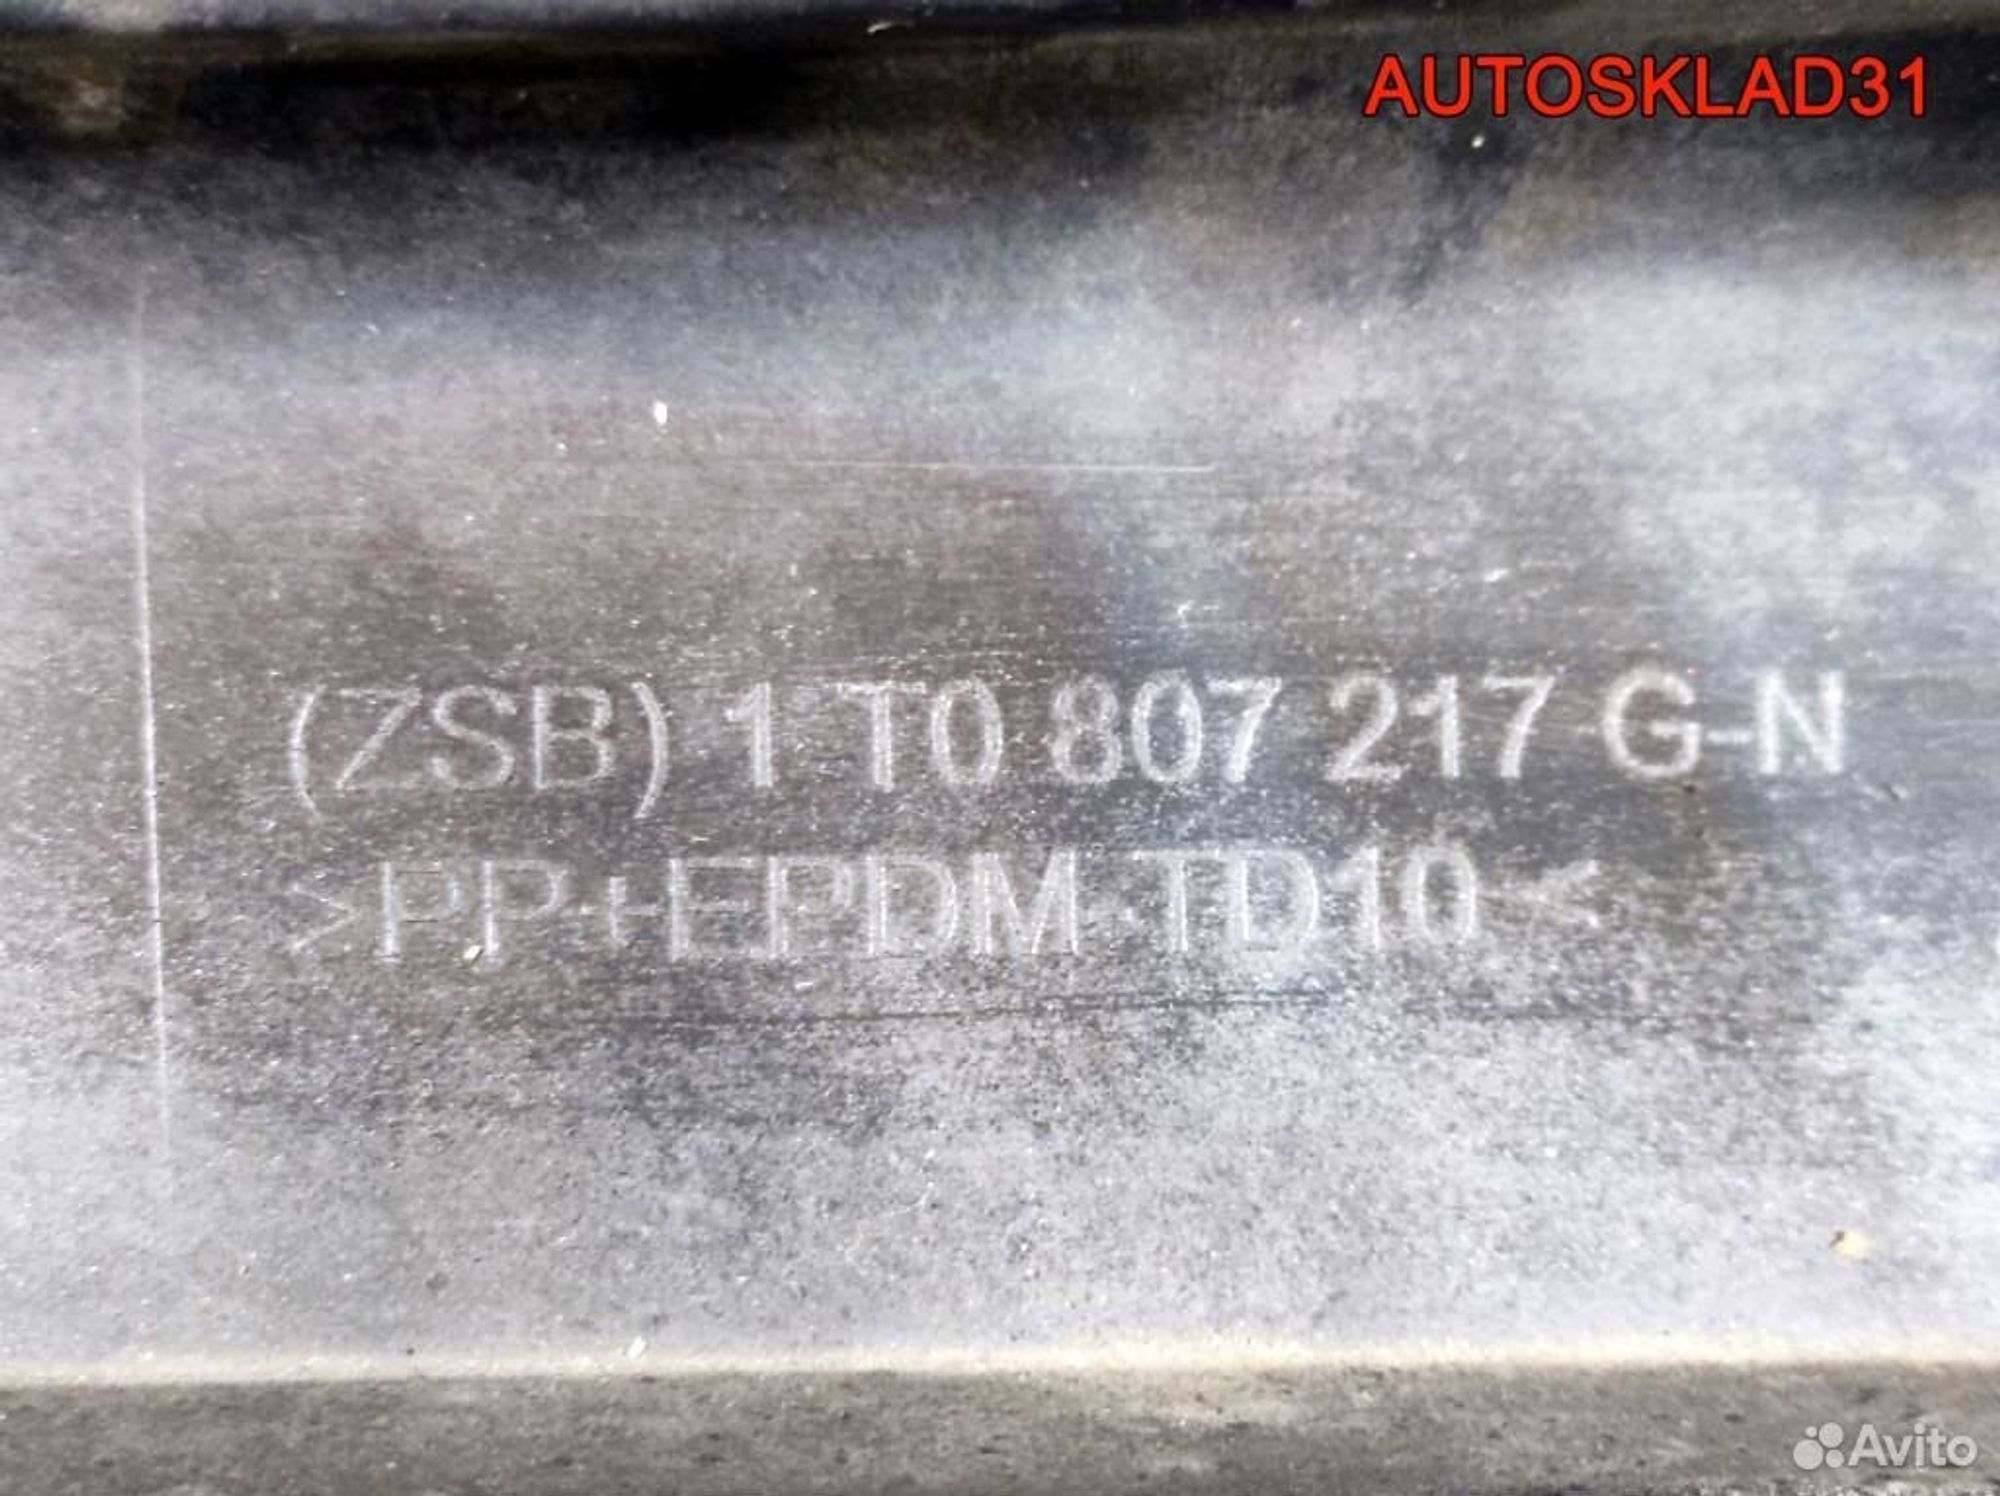 AUTOSKLAD31
(ZSB) 1T0 807 217 G-N
>PP+EPDM TD10<
Avito